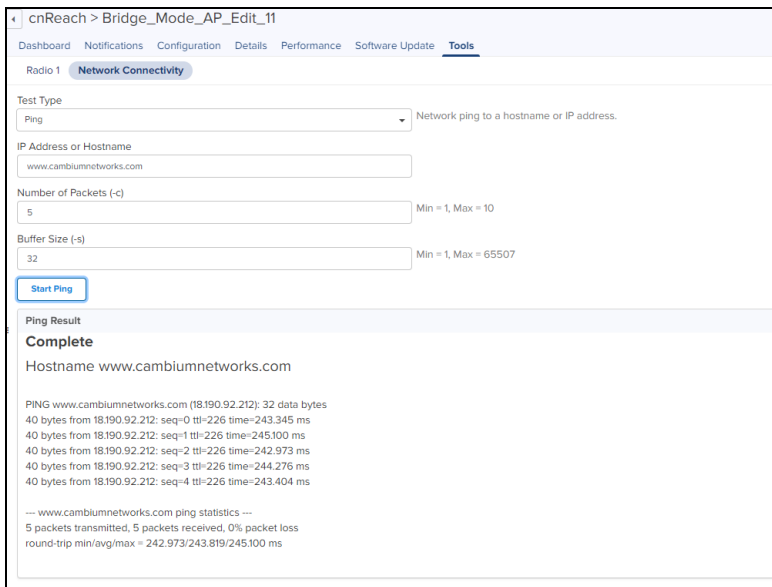 cnReach > Bridge_Mode_AP_Edit_11
Dashboard Notifications Configuration Details Performance Software Update Tools
Radio 1 Network Connectivity
Test Type
Ping
Network ping to a hostname or IP address.
IP Address or Hostname
www.cambiumnetworks.com
Number of Packets (-c)
5
Min = 1, Max = 10
Buffer Size (-s)
32
Min = 1, Max = 65507
Start Ping
Ping Result
Complete
Hostname www.cambiumnetworks.com
PING www.cambiumnetworks.com (18.190.92.212): 32 data bytes
40 bytes from 18.190.92.212: seq=0 ttl=226 time=243.345 ms
40 bytes from 18.190.92.212: seq=1 ttl=226 time=245.100 ms
40 bytes from 18.190.92.212: seq=2 ttl=226 time=242.973 ms
40 bytes from 18.190.92.212: seq=3 ttl=226 time=244.276 ms
40 bytes from 18.190.92.212: seq=4 ttl=226 time=243.404 ms
--- www.cambiumnetworks.com ping statistics ---
5 packets transmitted, 5 packets received, 0% packet loss
round-trip min/avg/max = 242.973/243.819/245.100 ms